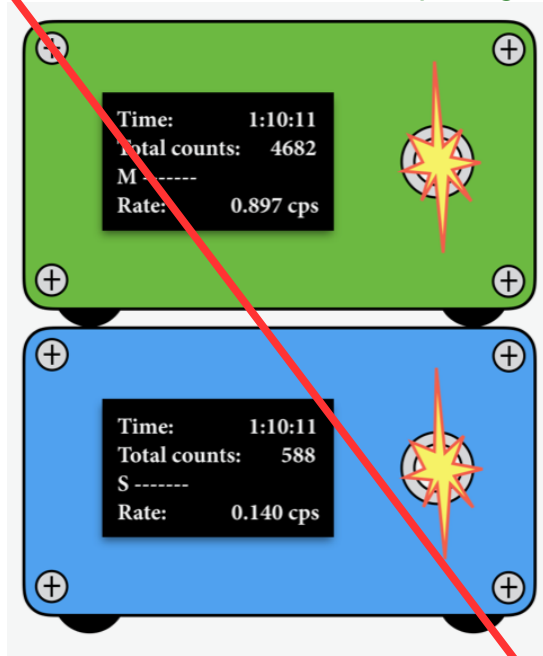 Time: 1:10:11
Total counts: 4682
M -------
Rate: 0.897 cps
Time: 1:10:11
Total counts: 588
S -------
Rate: 0.140 cps